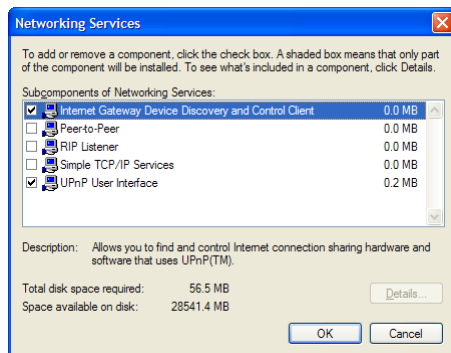 Networking Services
To add or remove a component, click the check box. A shaded box means that only part
of the component will be installed. To see what's included in a component, click Details.
Subcomponents of Networking Services:
Internet Gateway Device Discovery and Control Client 0.0 MB
Peer-to-Peer 0.0 MB
RIP Listener 0.0 MB
Simple TCP/IP Services 0.0 MB
UPnP User Interface 0.2 MB
Description: Allows you to find and control Internet connection sharing hardware and
software that uses UPnP(TM).
Total disk space required: 56.5 MB
Details...
Space available on disk: 28541.4 MB
OK Cancel